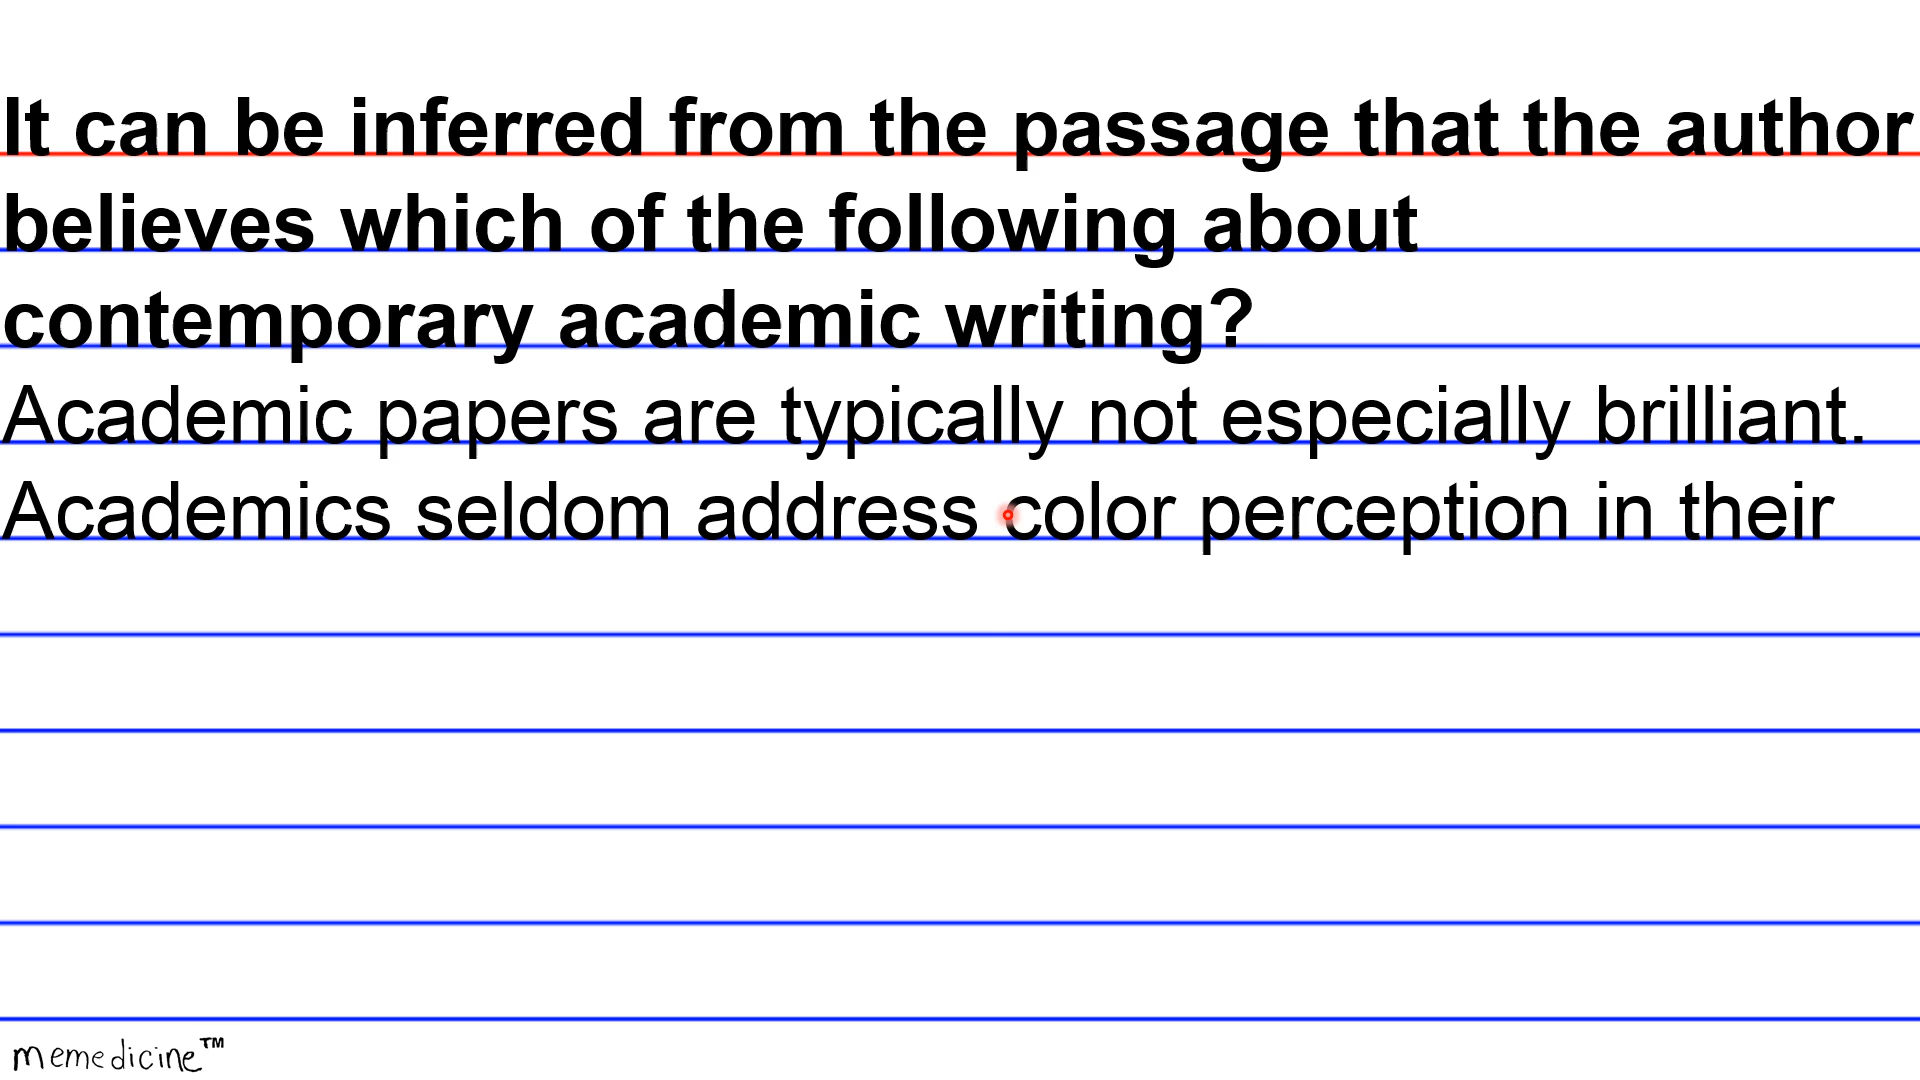 It can be inferred from the passage that the author
believes which of the following about
contemporary academic writing?
Academic papers are typically not especially brilliant.
Academics seldom address color perception in their
memedicine™